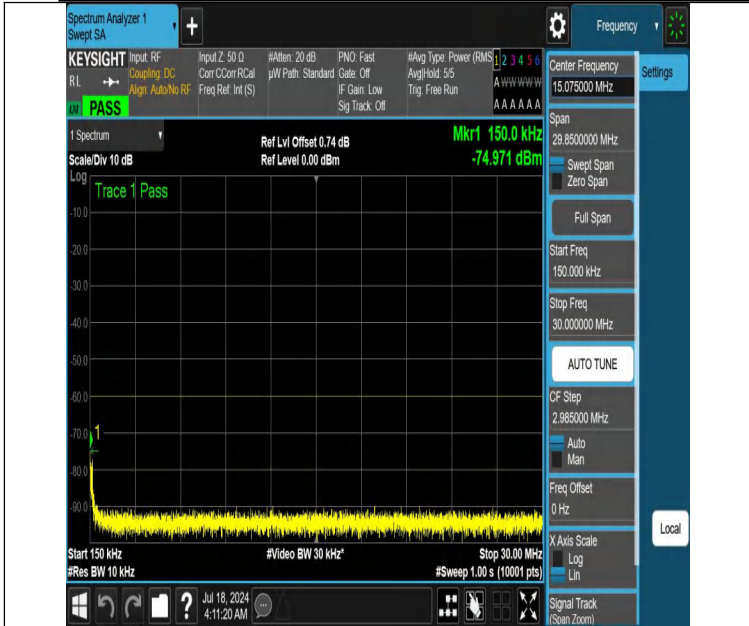 Spectrum Analyzer 1
Swept SA
Frequency
KEYSIGHT
RL
PASS
Input: RF
Coupling: DC
Align: Auto/No RF
Input Z: 50 Ω
Corr CCorr RCal
Freq Ref: Int (S)
#Atten: 20 dB
µW Path: Standard
PNO: Fast
Gate: Off
IF Gain: Low
Sig Track: Off
#Avg Type: Power (RMS
Avg|Hold: 5/5
Trig: Free Run
1 2 3 4 5 6
A W W W W W
A A A A A A
1 Spectrum
Scale/Div 10 dB
Ref Lvl Offset 0.74 dB
Ref Level 0.00 dBm
Mkr1 150.0 kHz
-74.971 dBm
Log
Trace 1 Pass
-10.0
-20.0
-30.0
-40.0
-50.0
-60.0
-70.0
1
-80.0
-90.0
Start 150 kHz
#Res BW 10 kHz
#Video BW 30 kHz*
Stop 30.00 MHz
#Sweep 1.00 s (10001 pts)
?
Jul 18, 2024
4:11:20 AM
Center Frequency
15.075000 MHz
Settings
Span
29.8500000 MHz
Swept Span
Zero Span
Full Span
Start Freq
150.000 kHz
Stop Freq
30.000000 MHz
AUTO TUNE
CF Step
2.985000 MHz
Auto
Man
Freq Offset
0 Hz
Local
X Axis Scale
Log
Lin
Signal Track
(Span Zoom)